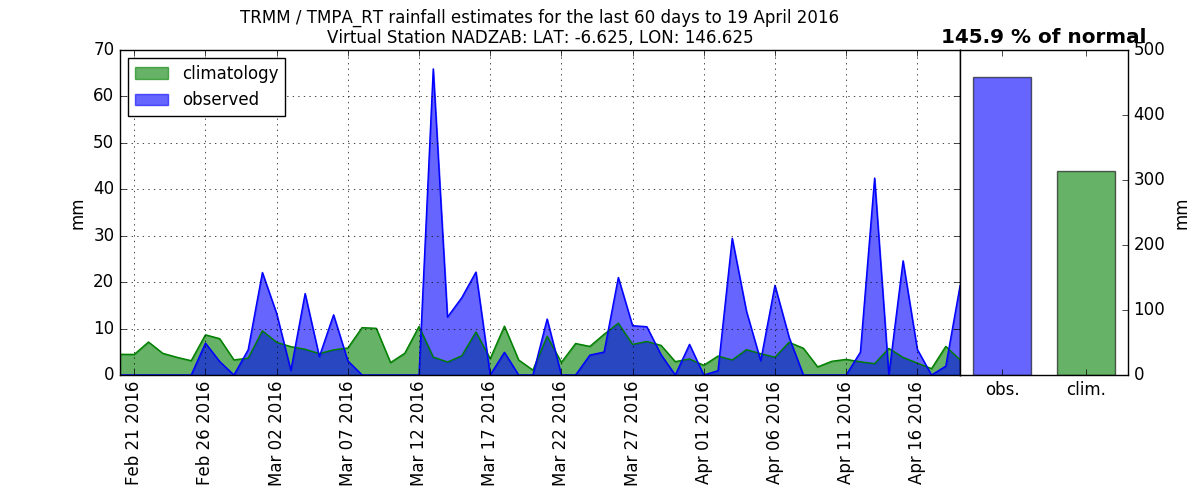 TRMM / TMPA_RT rainfall estimates for the last 60 days to 19 April 2016
Virtual Station NADZAB: LAT: -6.625, LON: 146.625
145.9 % of normal
climatology
observed
70
60
50
40
30
20
10
0
mm
500
400
300
200
100
0
mm
Feb 21 2016
Feb 26 2016
Mar 02 2016
Mar 07 2016
Mar 12 2016
Mar 17 2016
Mar 22 2016
Mar 27 2016
Apr 01 2016
Apr 06 2016
Apr 11 2016
Apr 16 2016
obs.
clim.